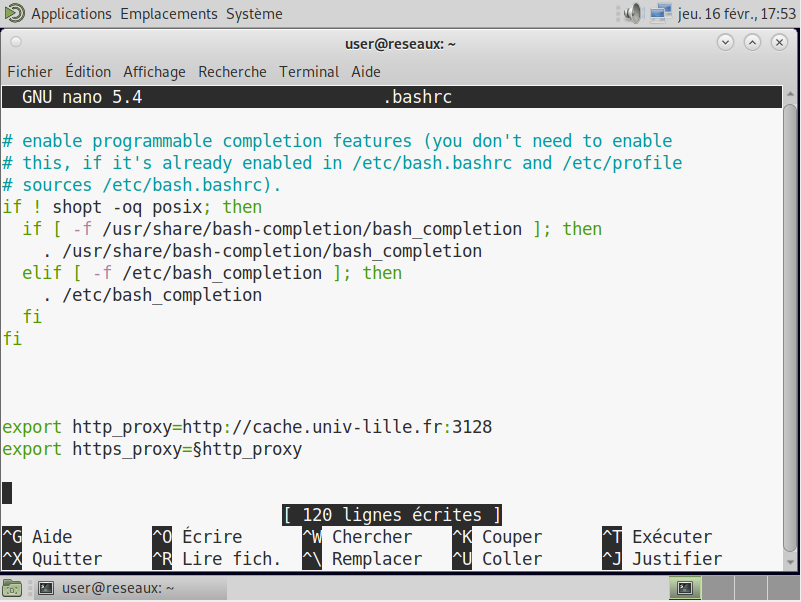 Applications Emplacements Système jeu. 16 févr., 17:53
user@reseaux: ~
Fichier Édition Affichage Recherche Terminal Aide
GNU nano 5.4 .bashrc
# enable programmable completion features (you don't need to enable
# this, if it's already enabled in /etc/bash.bashrc and /etc/profile
# sources /etc/bash.bashrc).
if ! shopt -oq posix; then
  if [ -f /usr/share/bash-completion/bash_completion ]; then
    . /usr/share/bash-completion/bash_completion
  elif [ -f /etc/bash_completion ]; then
    . /etc/bash_completion
  fi
fi
export http_proxy=http://cache.univ-lille.fr:3128
export https_proxy=§http_proxy
[ 120 lignes écrites ]
^G Aide ^O Écrire ^W Chercher ^K Couper ^T Exécuter
^X Quitter ^R Lire fich. ^\ Remplacer ^U Coller ^J Justifier
user@reseaux: ~